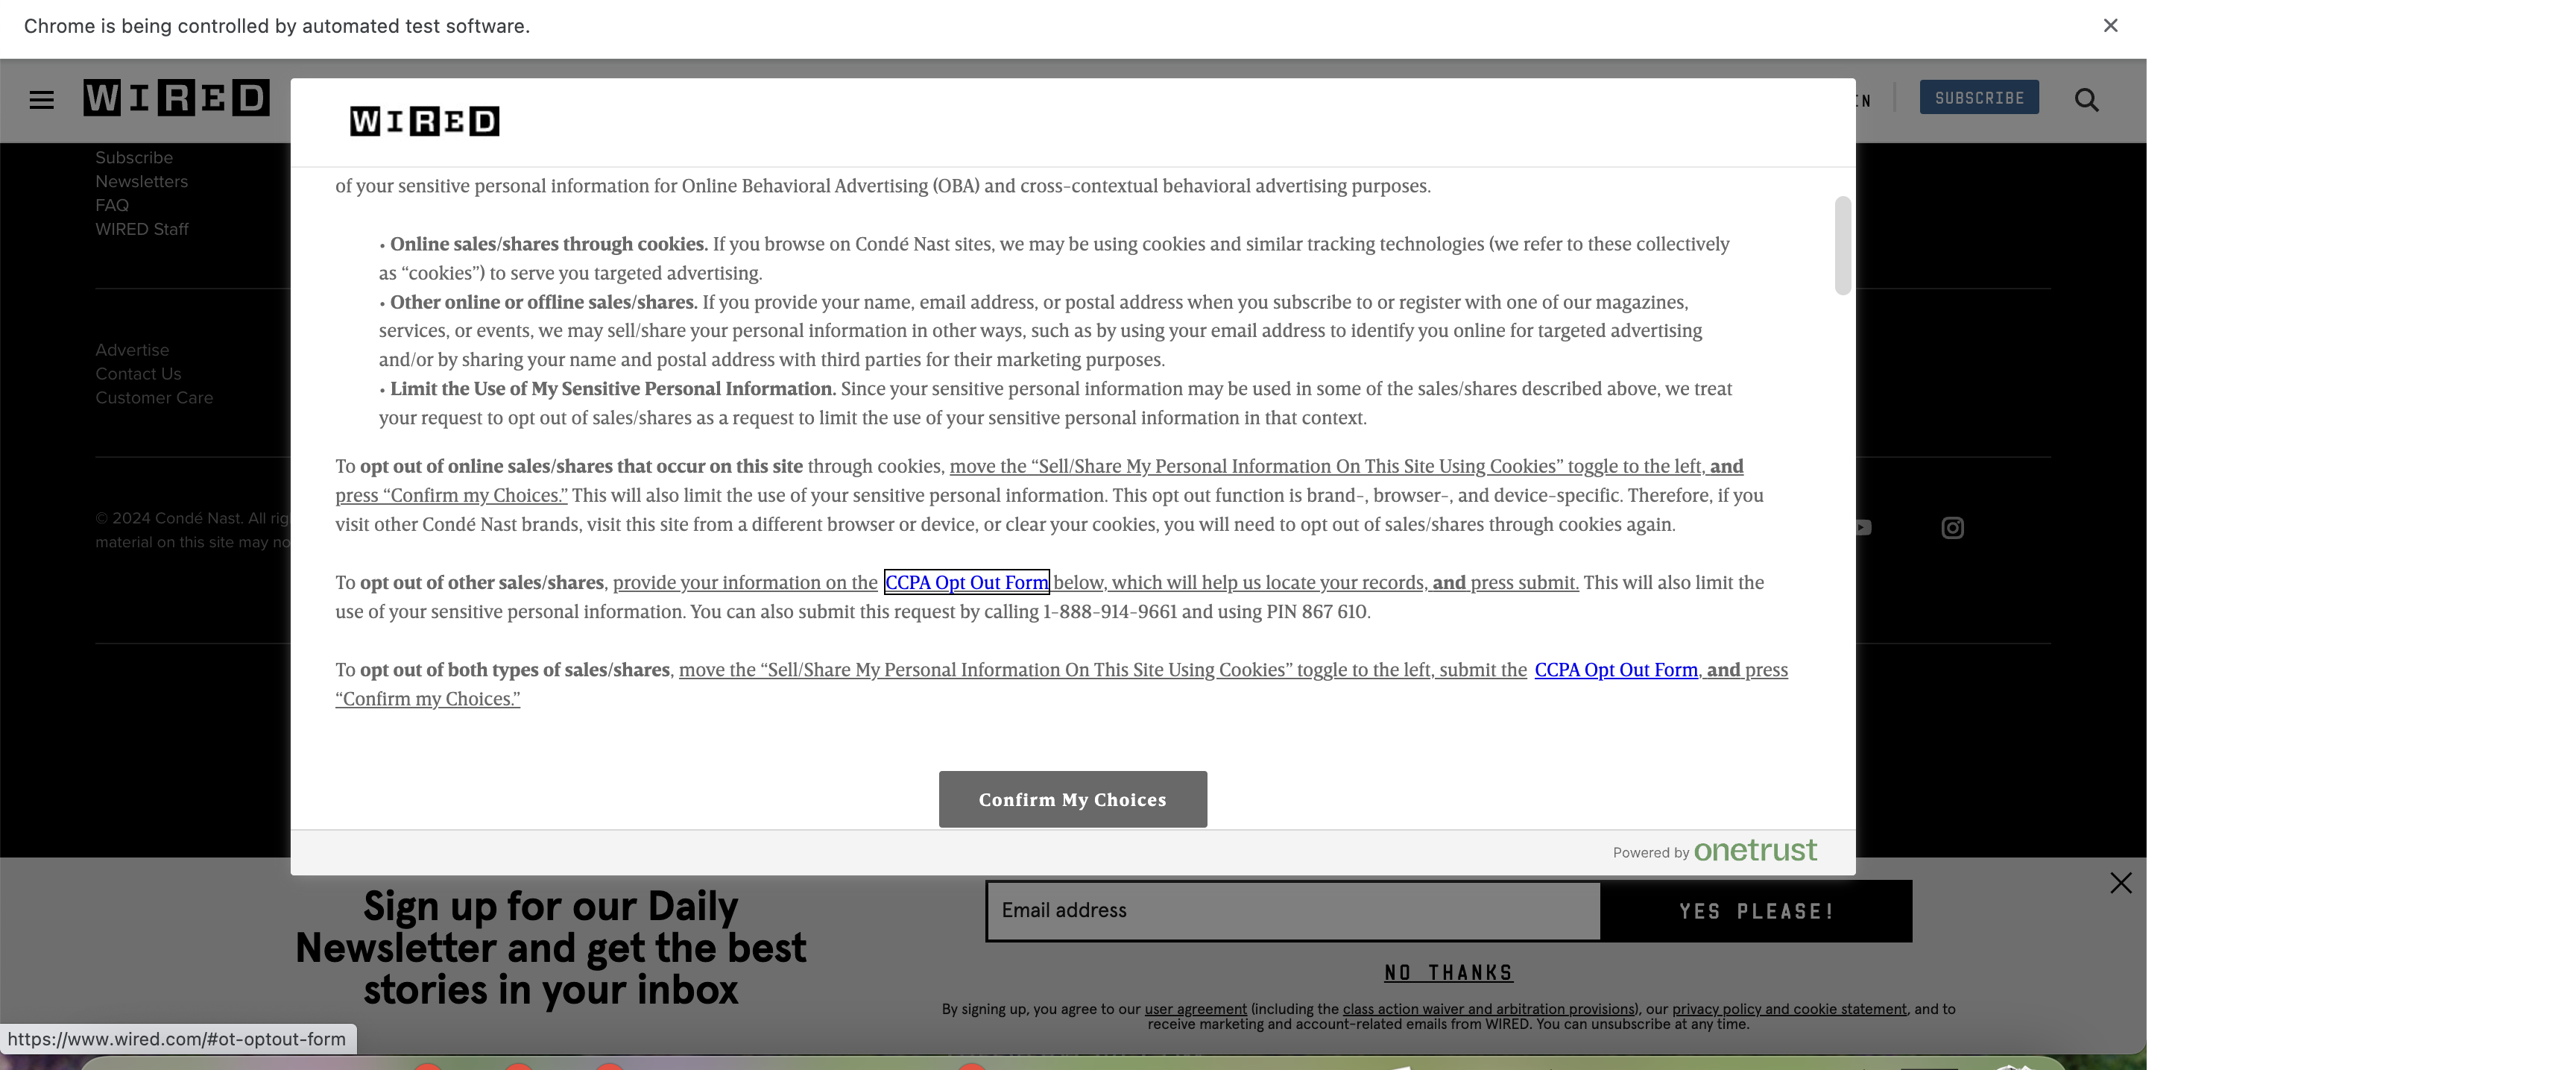 Chrome is being controlled by automated test software.
WIRED
SUBSCRIBE
WIRED
Subscribe
Newsletters
FAQ
WIRED Staff
Advertise
Contact Us
Customer Care
© 2024 Condé Nast. All
material on this site may
of your sensitive personal information for Online Behavioral Advertising (OBA) and cross-contextual behavioral advertising purposes.
• Online sales/shares through cookies. If you browse on Condé Nast sites, we may be using cookies and similar tracking technologies (we refer to these collectively
as “cookies”) to serve you targeted advertising.
• Other online or offline sales/shares. If you provide your name, email address, or postal address when you subscribe to or register with one of our magazines,
services, or events, we may sell/share your personal information in other ways, such as by using your email address to identify you online for targeted advertising
and/or by sharing your name and postal address with third parties for their marketing purposes.
• Limit the Use of My Sensitive Personal Information. Since your sensitive personal information may be used in some of the sales/shares described above, we treat
your request to opt out of sales/shares as a request to limit the use of your sensitive personal information in that context.
To opt out of online sales/shares that occur on this site through cookies, move the “Sell/Share My Personal Information On This Site Using Cookies” toggle to the left, and
press “Confirm my Choices.” This will also limit the use of your sensitive personal information. This opt out function is brand-, browser-, and device-specific. Therefore, if you
visit other Condé Nast brands, visit this site from a different browser or device, or clear your cookies, you will need to opt out of sales/shares through cookies again.
To opt out of other sales/shares, provide your information on the CCPA Opt Out Form below, which will help us locate your records, and press submit. This will also limit the
use of your sensitive personal information. You can also submit this request by calling 1-888-914-9661 and using PIN 867 610.
To opt out of both types of sales/shares, move the “Sell/Share My Personal Information On This Site Using Cookies” toggle to the left, submit the CCPA Opt Out Form, and press
“Confirm my Choices.”
Confirm My Choices
Powered by onetrust
Sign up for our Daily
Newsletter and get the best
stories in your inbox
Email address
YES PLEASE!
NO THANKS
By signing up, you agree to our user agreement (including the class action waiver and arbitration provisions), our privacy policy and cookie statement, and to
receive marketing and account-related emails from WIRED. You can unsubscribe at any time.
https://www.wired.com/#ot-optout-form